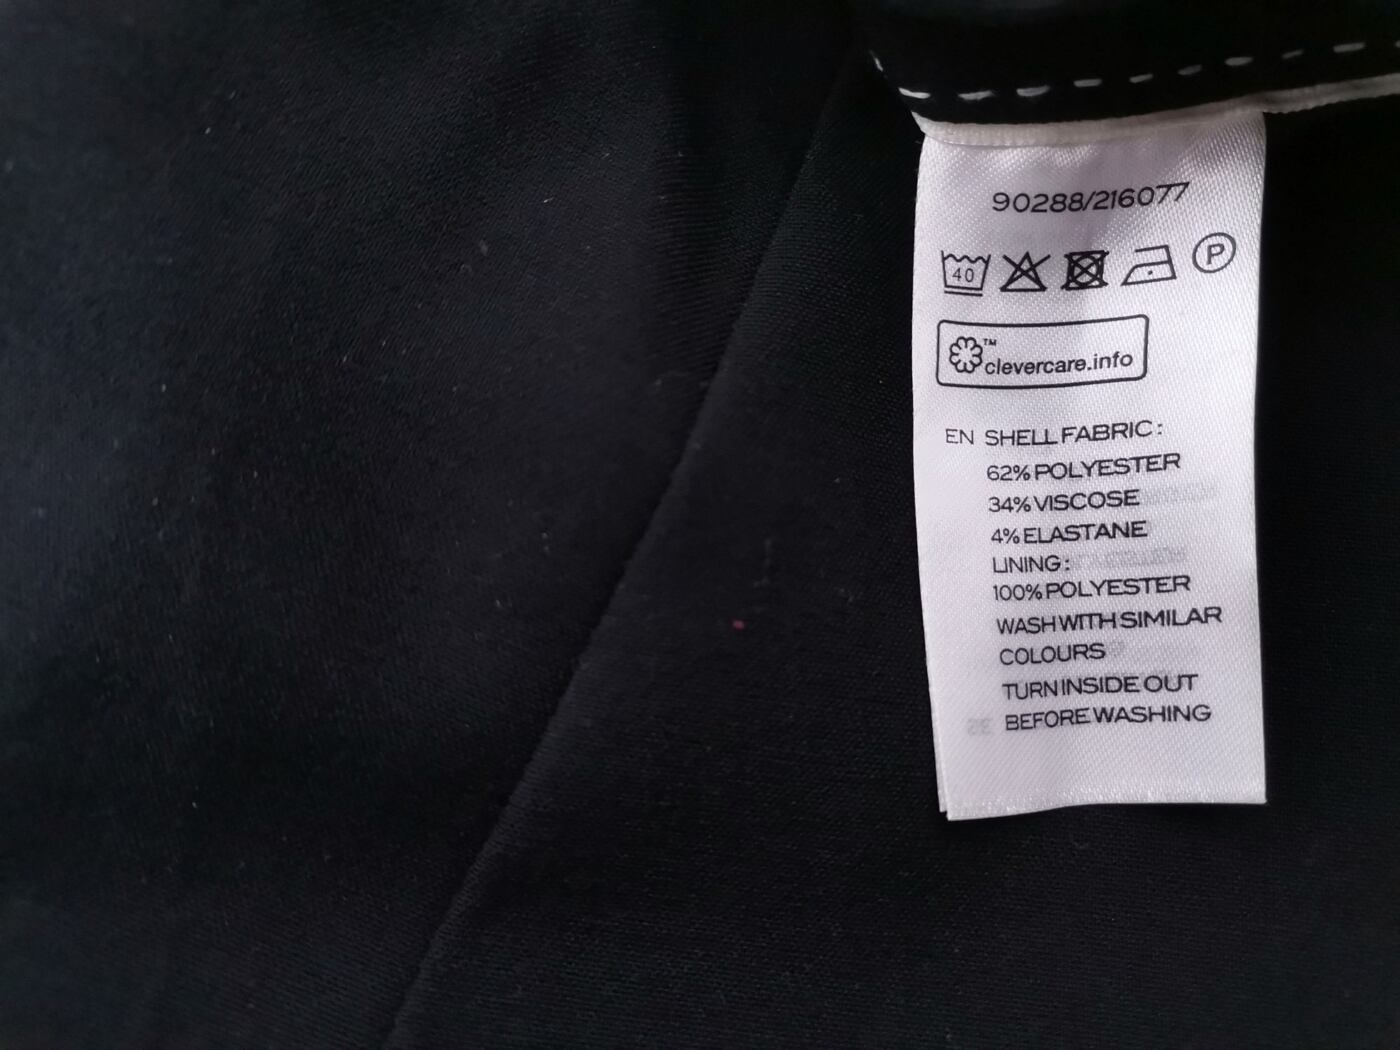 90288/216077
40 P
™
clevercare.info
EN SHELL FABRIC:
62% POLYESTER
34% VISCOSE
4% ELASTANE
LINING:
100% POLYESTER
WASH WITH SIMILAR
COLOURS
TURN INSIDE OUT
BEFORE WASHING